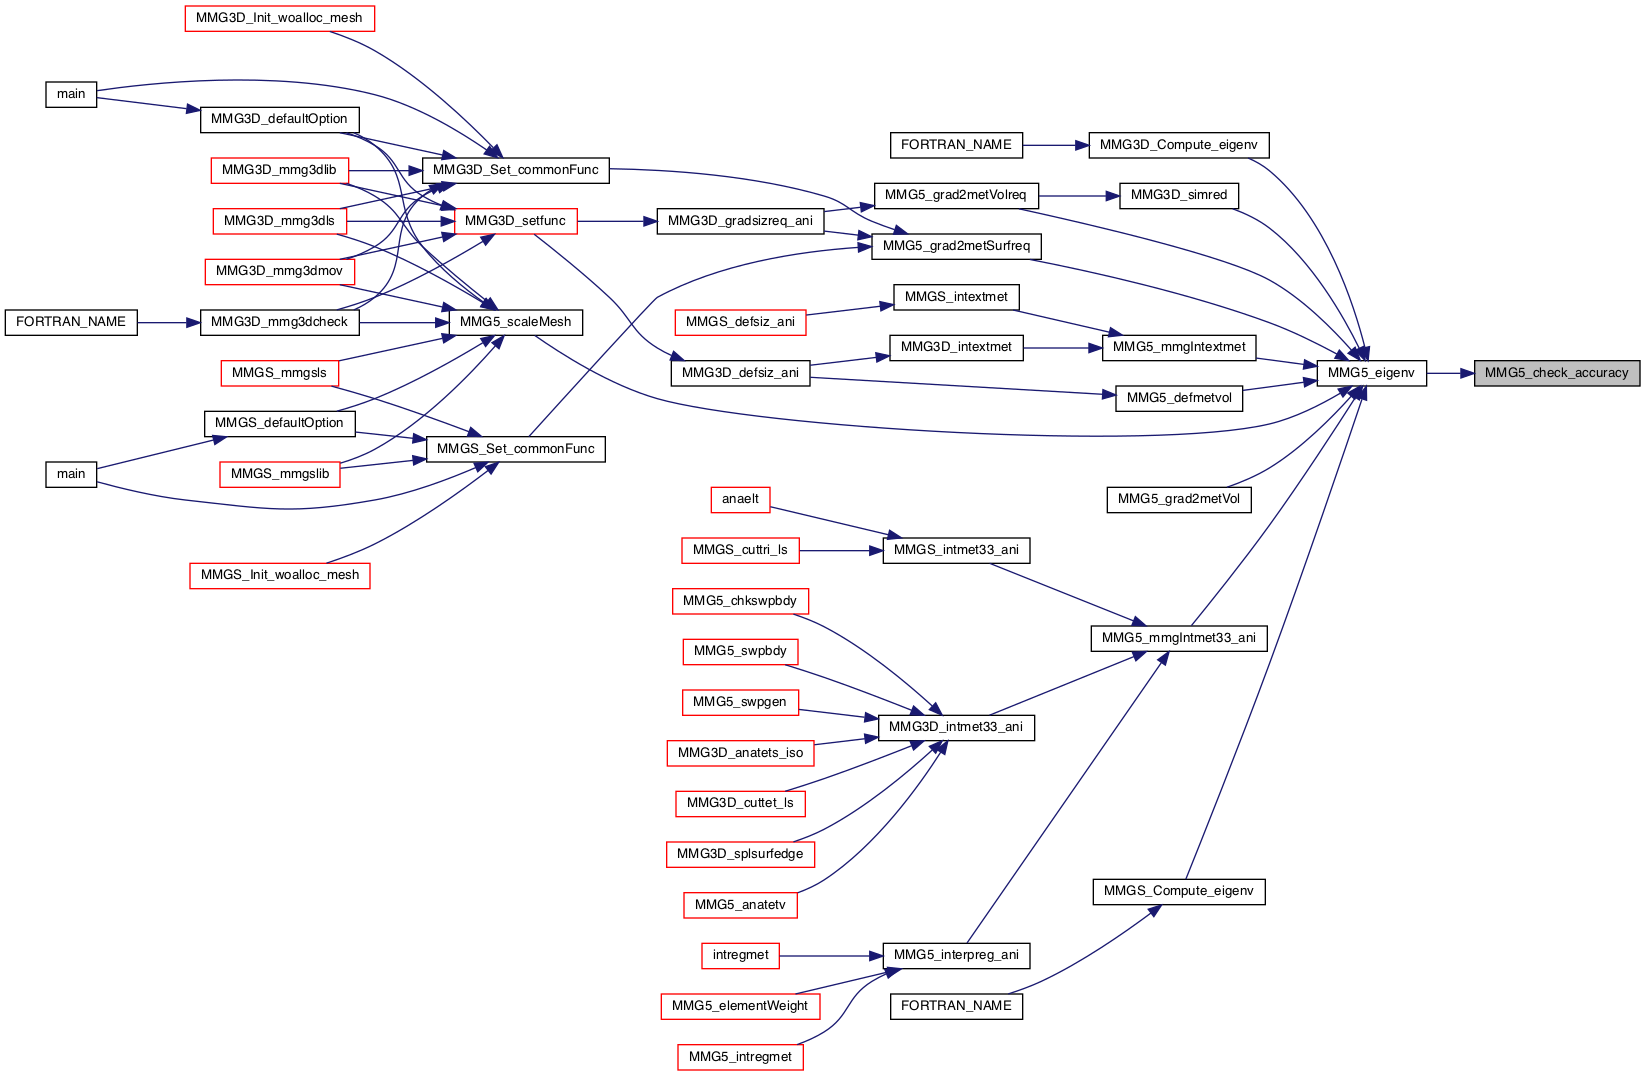 MMG3D_Init_woalloc_mesh
main
MMG3D_defaultOption
FORTRAN_NAME
MMG3D_Compute_eigenv
MMG3D_mmg3dlib
MMG3D_Set_commonFunc
MMG5_grad2metVolreq
MMG3D_simred
MMG3D_mmg3dls
MMG3D_setfunc
MMG3D_gradsizreq_ani
MMG5_grad2metSurfreq
MMG3D_mmg3dmov
MMGS_intextmet
FORTRAN_NAME
MMG3D_mmg3dcheck
MMG5_scaleMesh
MMGS_defsiz_ani
MMG3D_intextmet
MMG5_mmgIntextmet
MMGS_mmgsls
MMG3D_defsiz_ani
MMG5_eigenv
MMG5_check_accuracy
MMG5_defmetvol
MMGS_defaultOption
MMGS_Set_commonFunc
main
MMGS_mmgslib
MMG5_grad2metVol
anaelt
MMGS_cuttri_ls
MMGS_intmet33_ani
MMGS_Init_woalloc_mesh
MMG5_chkswpbdy
MMG5_mmgIntmet33_ani
MMG5_swpbdy
MMG5_swpgen
MMG3D_intmet33_ani
MMG3D_anatets_iso
MMG3D_cuttet_ls
MMG3D_splsurfedge
MMG5_anatetv
MMGS_Compute_eigenv
intregmet
MMG5_interpreg_ani
MMG5_elementWeight
FORTRAN_NAME
MMG5_intregmet